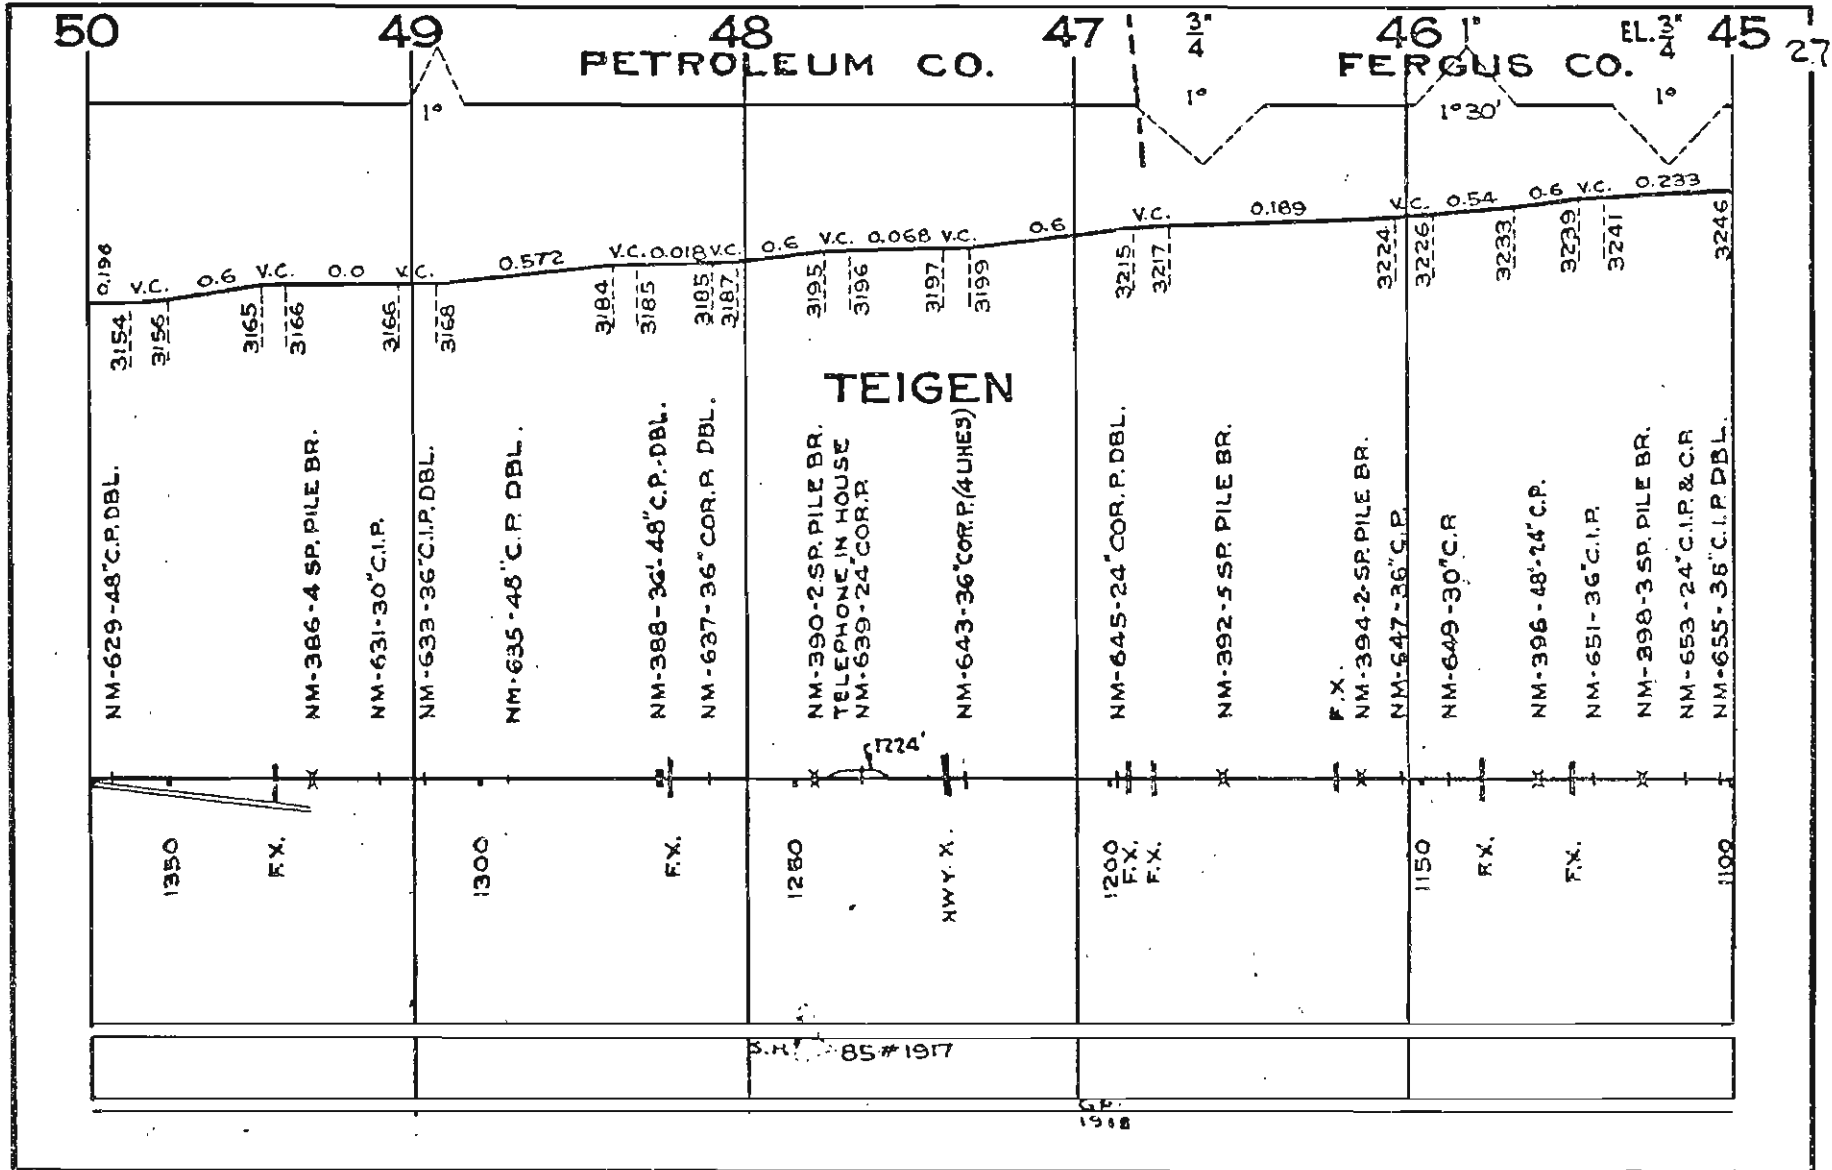 50 49 48 47 3/4" 46 1" EL. 3/4" 45
27
PETROLEUM CO. FERGUS CO.
1° 1° 1°30' 1°
0.196 V.C. 0.6 V.C. 0.0 V.C. 0.572 V.C. 0.018 V.C. 0.6 V.C. 0.068 V.C. 0.6 V.C. 0.189 V.C. 0.54 0.6 V.C. 0.233
3154 3156 3165 3166 3166 3168 3184 3185 3185 3187 3195 3196 3197 3199 3215 3217 3224 3226 3233 3239 3241 3246
TEIGEN
NM-629-48"C.P.DBL.
NM-386-4 SP. PILE BR.
NM-631-30"C.I.P.
NM-633-36"C.I.P. DBL.
NM-635-48"C.P. DBL.
NM-388-36'-48"C.P.-DBL.
NM-637-36"COR.P. DBL.
NM-390-2.SP. PILE BR.
TELEPHONE IN HOUSE
NM-639-24"COR.P.
NM-643-36"COR.P.(4 LINES)
NM-645-24"COR.P. DBL.
NM-392-5 SP. PILE BR.
F.X.
NM-394-2-SP. PILE BR.
NM-647-36"C.P.
NM-649-30"C.P.
NM-396-48'-24"C.P.
NM-651-36"C.I.P.
NM-398-3 SP. PILE BR.
NM-653-24"C.I.P. & C.P.
NM-655-36"C.I.P. DBL.
1224'
1350 F.X. 1300 F.X. 1250 HWY. X. 1200 F.X. F.X. 1150 F.X. F.X. 1100
S.H. 85# 1917
G.P.
1918